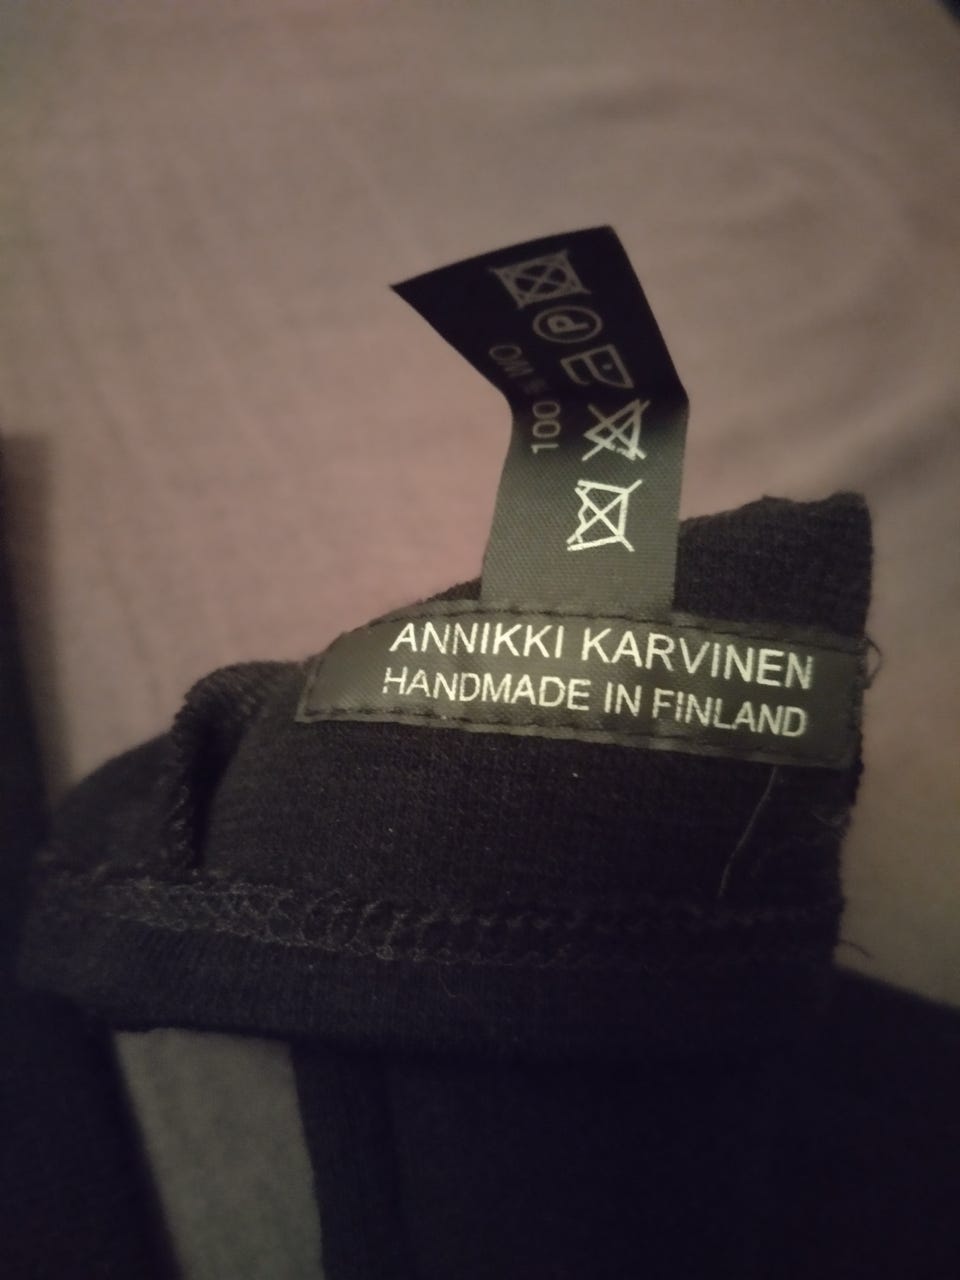 100 % WO
ANNIKKI KARVINEN
HANDMADE IN FINLAND
P